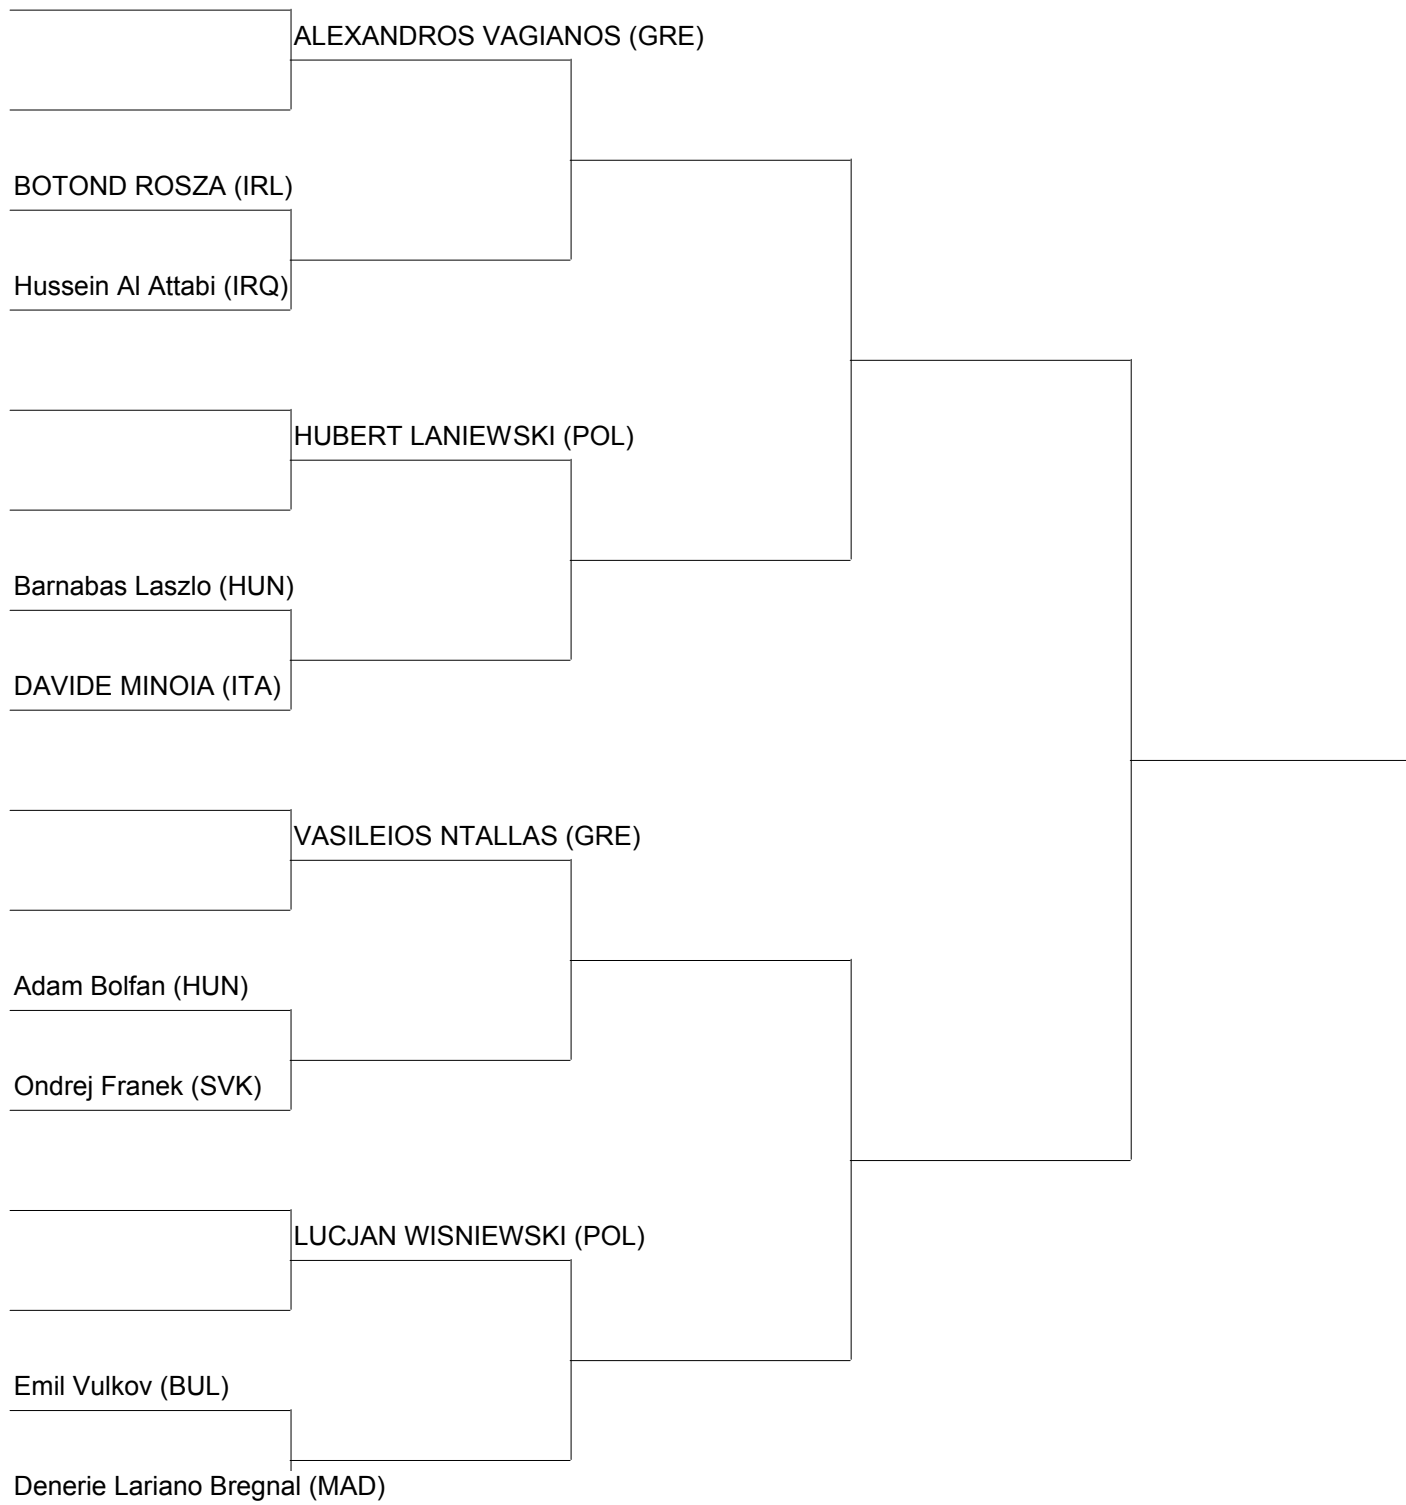 ALEXANDROS VAGIANOS (GRE)
BOTOND ROSZA (IRL)
Hussein Al Attabi (IRQ)
HUBERT LANIEWSKI (POL)
Barnabas Laszlo (HUN)
DAVIDE MINOIA (ITA)
VASILEIOS NTALLAS (GRE)
Adam Bolfan (HUN)
Ondrej Franek (SVK)
LUCJAN WISNIEWSKI (POL)
Emil Vulkov (BUL)
Denerie Lariano Bregnal (MAD)